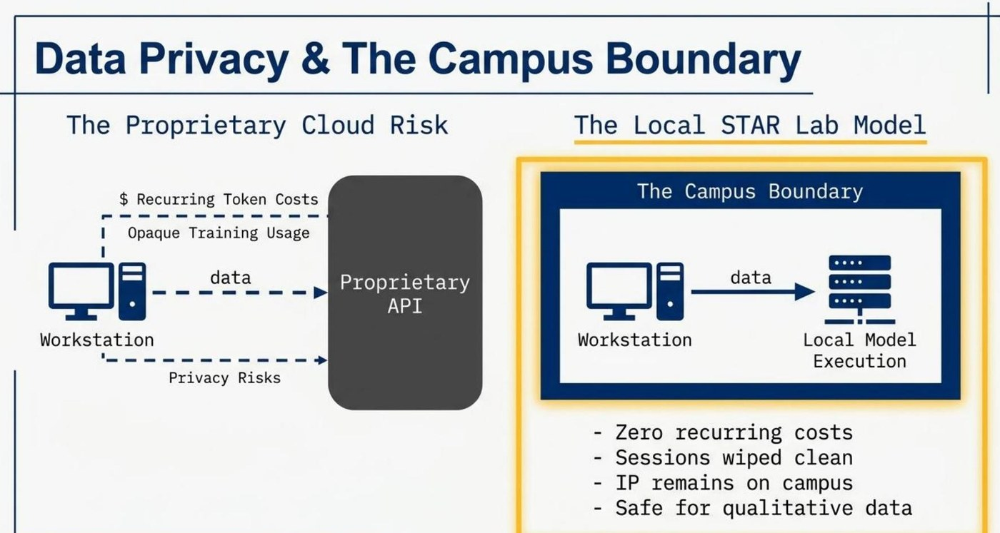 Data Privacy & The Campus Boundary
The Proprietary Cloud Risk
$ Recurring Token Costs
Opaque Training Usage
data
Proprietary
API
Workstation
Privacy Risks
The Local STAR Lab Model
The Campus Boundary
data
Workstation
Local Model
Execution
- Zero recurring costs
- Sessions wiped clean
- IP remains on campus
- Safe for qualitative data